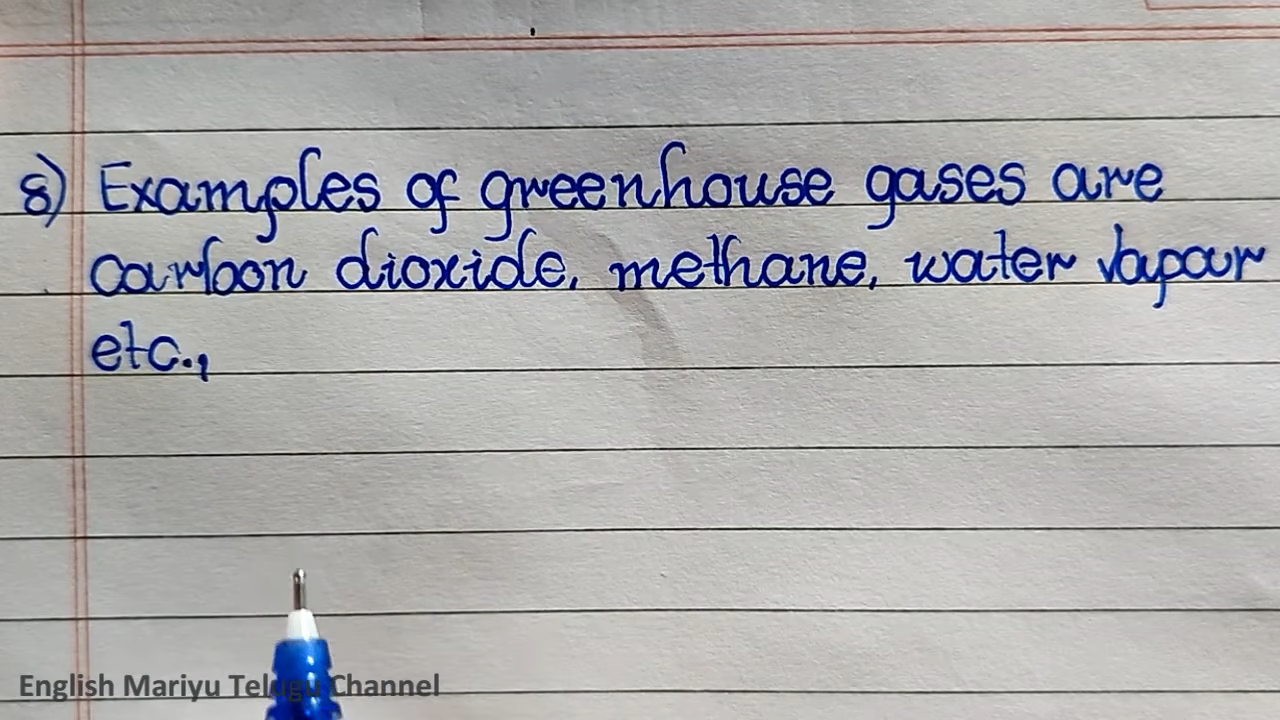 8) Examples of greenhouse gases are
carbon dioxide, methane, water vapour
etc.,
English Mariyu Telugu Channel